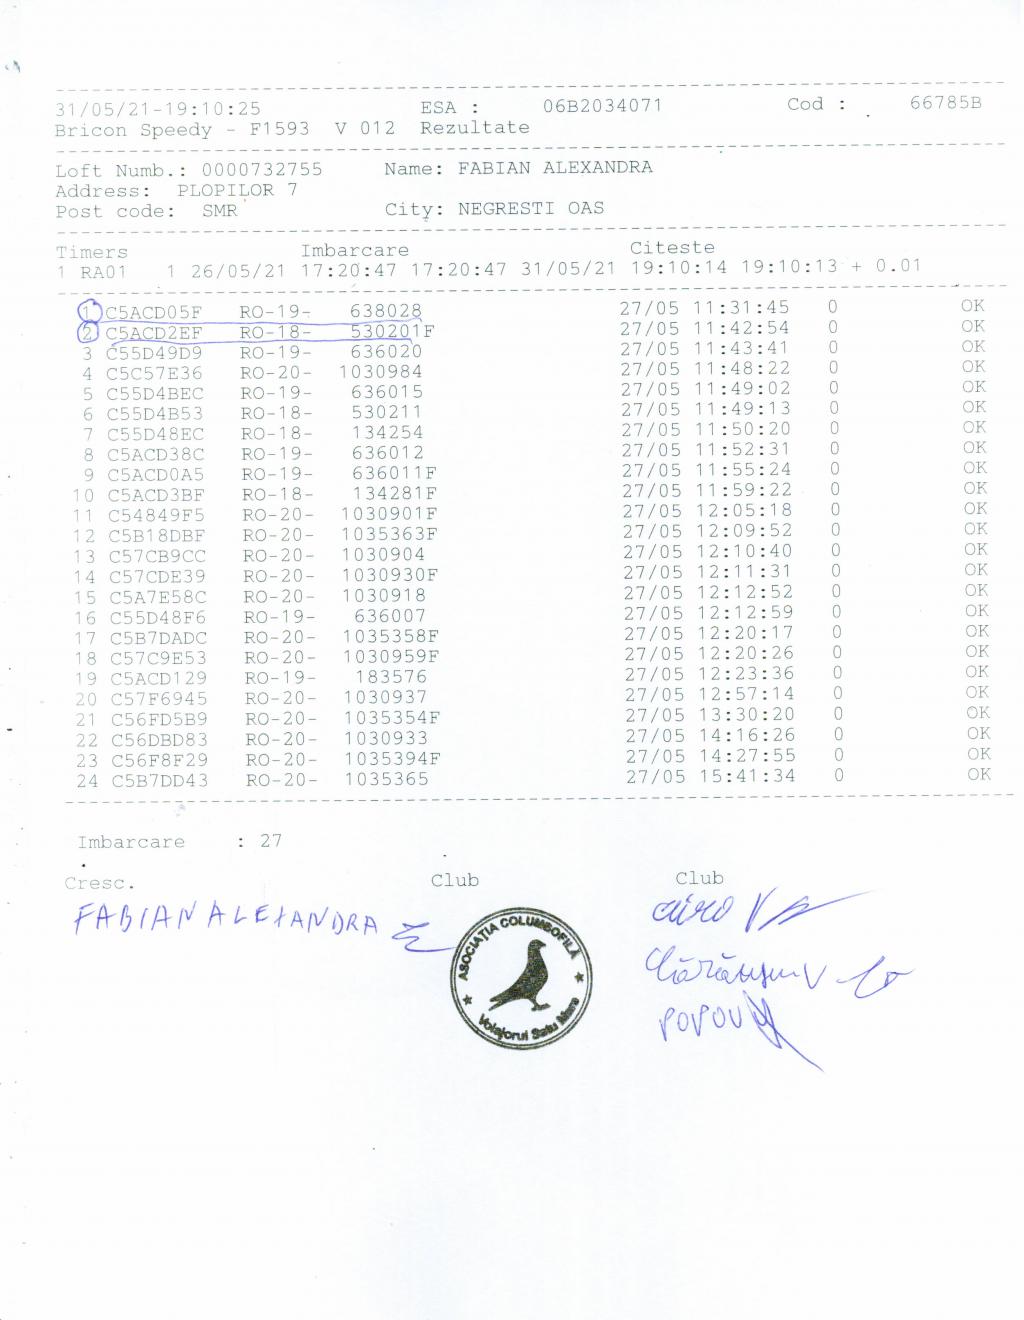 31/05/21-19:10:25 ESA : 06B2034071 Cod : 66785B
Bricon Speedy - F1593 V 012 Rezultate
Loft Numb.: 0000732755 Name: FABIAN ALEXANDRA
Address: PLOPILOR 7
Post code: SMR City: NEGRESTI OAS
Timers Imbarcare Citeste
1 RA01 1 26/05/21 17:20:47 17:20:47 31/05/21 19:10:14 19:10:13 + 0.01
1 C5ACD05F RO-19- 638028 27/05 11:31:45 0 OK
2 C5ACD2EF RO-18- 530201F 27/05 11:42:54 0 OK
3 C55D49D9 RO-19- 636020 27/05 11:43:41 0 OK
4 C5C57E36 RO-20- 1030984 27/05 11:48:22 0 OK
5 C55D4BEC RO-19- 636015 27/05 11:49:02 0 OK
6 C55D4B53 RO-18- 530211 27/05 11:49:13 0 OK
7 C55D48EC RO-18- 134254 27/05 11:50:20 0 OK
8 C5ACD38C RO-19- 636012 27/05 11:52:31 0 OK
9 C5ACD0A5 RO-19- 636011F 27/05 11:55:24 0 OK
10 C5ACD3BF RO-18- 134281F 27/05 11:59:22 0 OK
11 C54849F5 RO-20- 1030901F 27/05 12:05:18 0 OK
12 C5B18DBF RO-20- 1035363F 27/05 12:09:52 0 OK
13 C57CB9CC RO-20- 1030904 27/05 12:10:40 0 OK
14 C57CDE39 RO-20- 1030930F 27/05 12:11:31 0 OK
15 C5A7E58C RO-20- 1030918 27/05 12:12:52 0 OK
16 C55D48F6 RO-19- 636007 27/05 12:12:59 0 OK
17 C5B7DADC RO-20- 1035358F 27/05 12:20:17 0 OK
18 C57C9E53 RO-20- 1030959F 27/05 12:20:26 0 OK
19 C5ACD129 RO-19- 183576 27/05 12:23:36 0 OK
20 C57F6945 RO-20- 1030937 27/05 12:57:14 0 OK
21 C56FD5B9 RO-20- 1035354F 27/05 13:30:20 0 OK
22 C56DBD83 RO-20- 1030933 27/05 14:16:26 0 OK
23 C56F8F29 RO-20- 1035394F 27/05 14:27:55 0 OK
24 C5B7DD43 RO-20- 1035365 27/05 15:41:34 0 OK
Imbarcare : 27
Cresc. Club Club
FABIAN ALEXANDRA
ASOCIAȚIA COLUMBOFILĂ
Voiajorul Satu Mare
POPOV